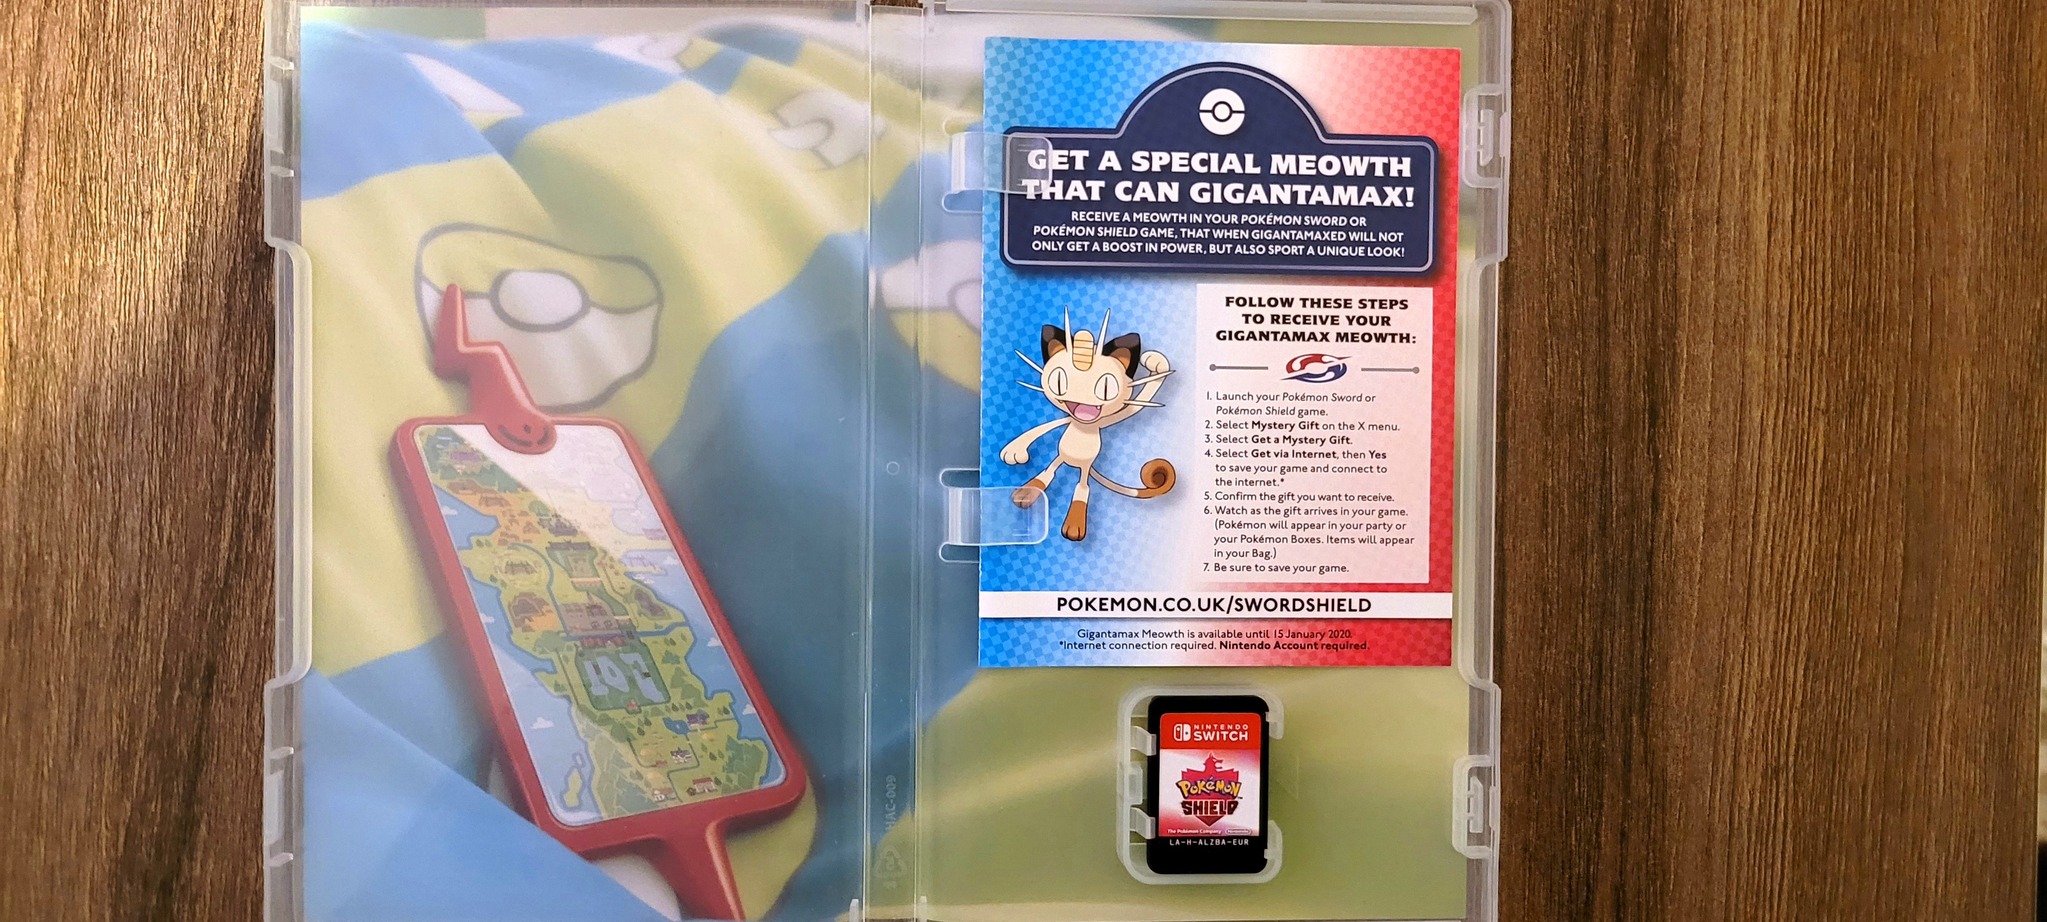 GET A SPECIAL MEOWTH
THAT CAN GIGANTAMAX!
RECEIVE A MEOWTH IN YOUR POKÉMON SWORD OR
POKÉMON SHIELD GAME, THAT WHEN GIGANTAMAXED WILL NOT
ONLY GET A BOOST IN POWER, BUT ALSO SPORT A UNIQUE LOOK!
FOLLOW THESE STEPS
TO RECEIVE YOUR
GIGANTAMAX MEOWTH:
1. Launch your Pokémon Sword or
Pokémon Shield game.
2. Select Mystery Gift on the X menu.
3. Select Get a Mystery Gift.
4. Select Get via Internet, then Yes
to save your game and connect to
the internet.*
5. Confirm the gift you want to receive.
6. Watch as the gift arrives in your game.
(Pokémon will appear in your party or
your Pokémon Boxes. Items will appear
in your Bag.)
7. Be sure to save your game.
POKEMON.CO.UK/SWORDSHIELD
Gigantamax Meowth is available until 15 January 2020.
*Internet connection required. Nintendo Account required.
HAC-009
NINTENDO
SWITCH
POKéMON
SHIELD
The Pokémon Company Nintendo
LA-H-ALZBA-EUR